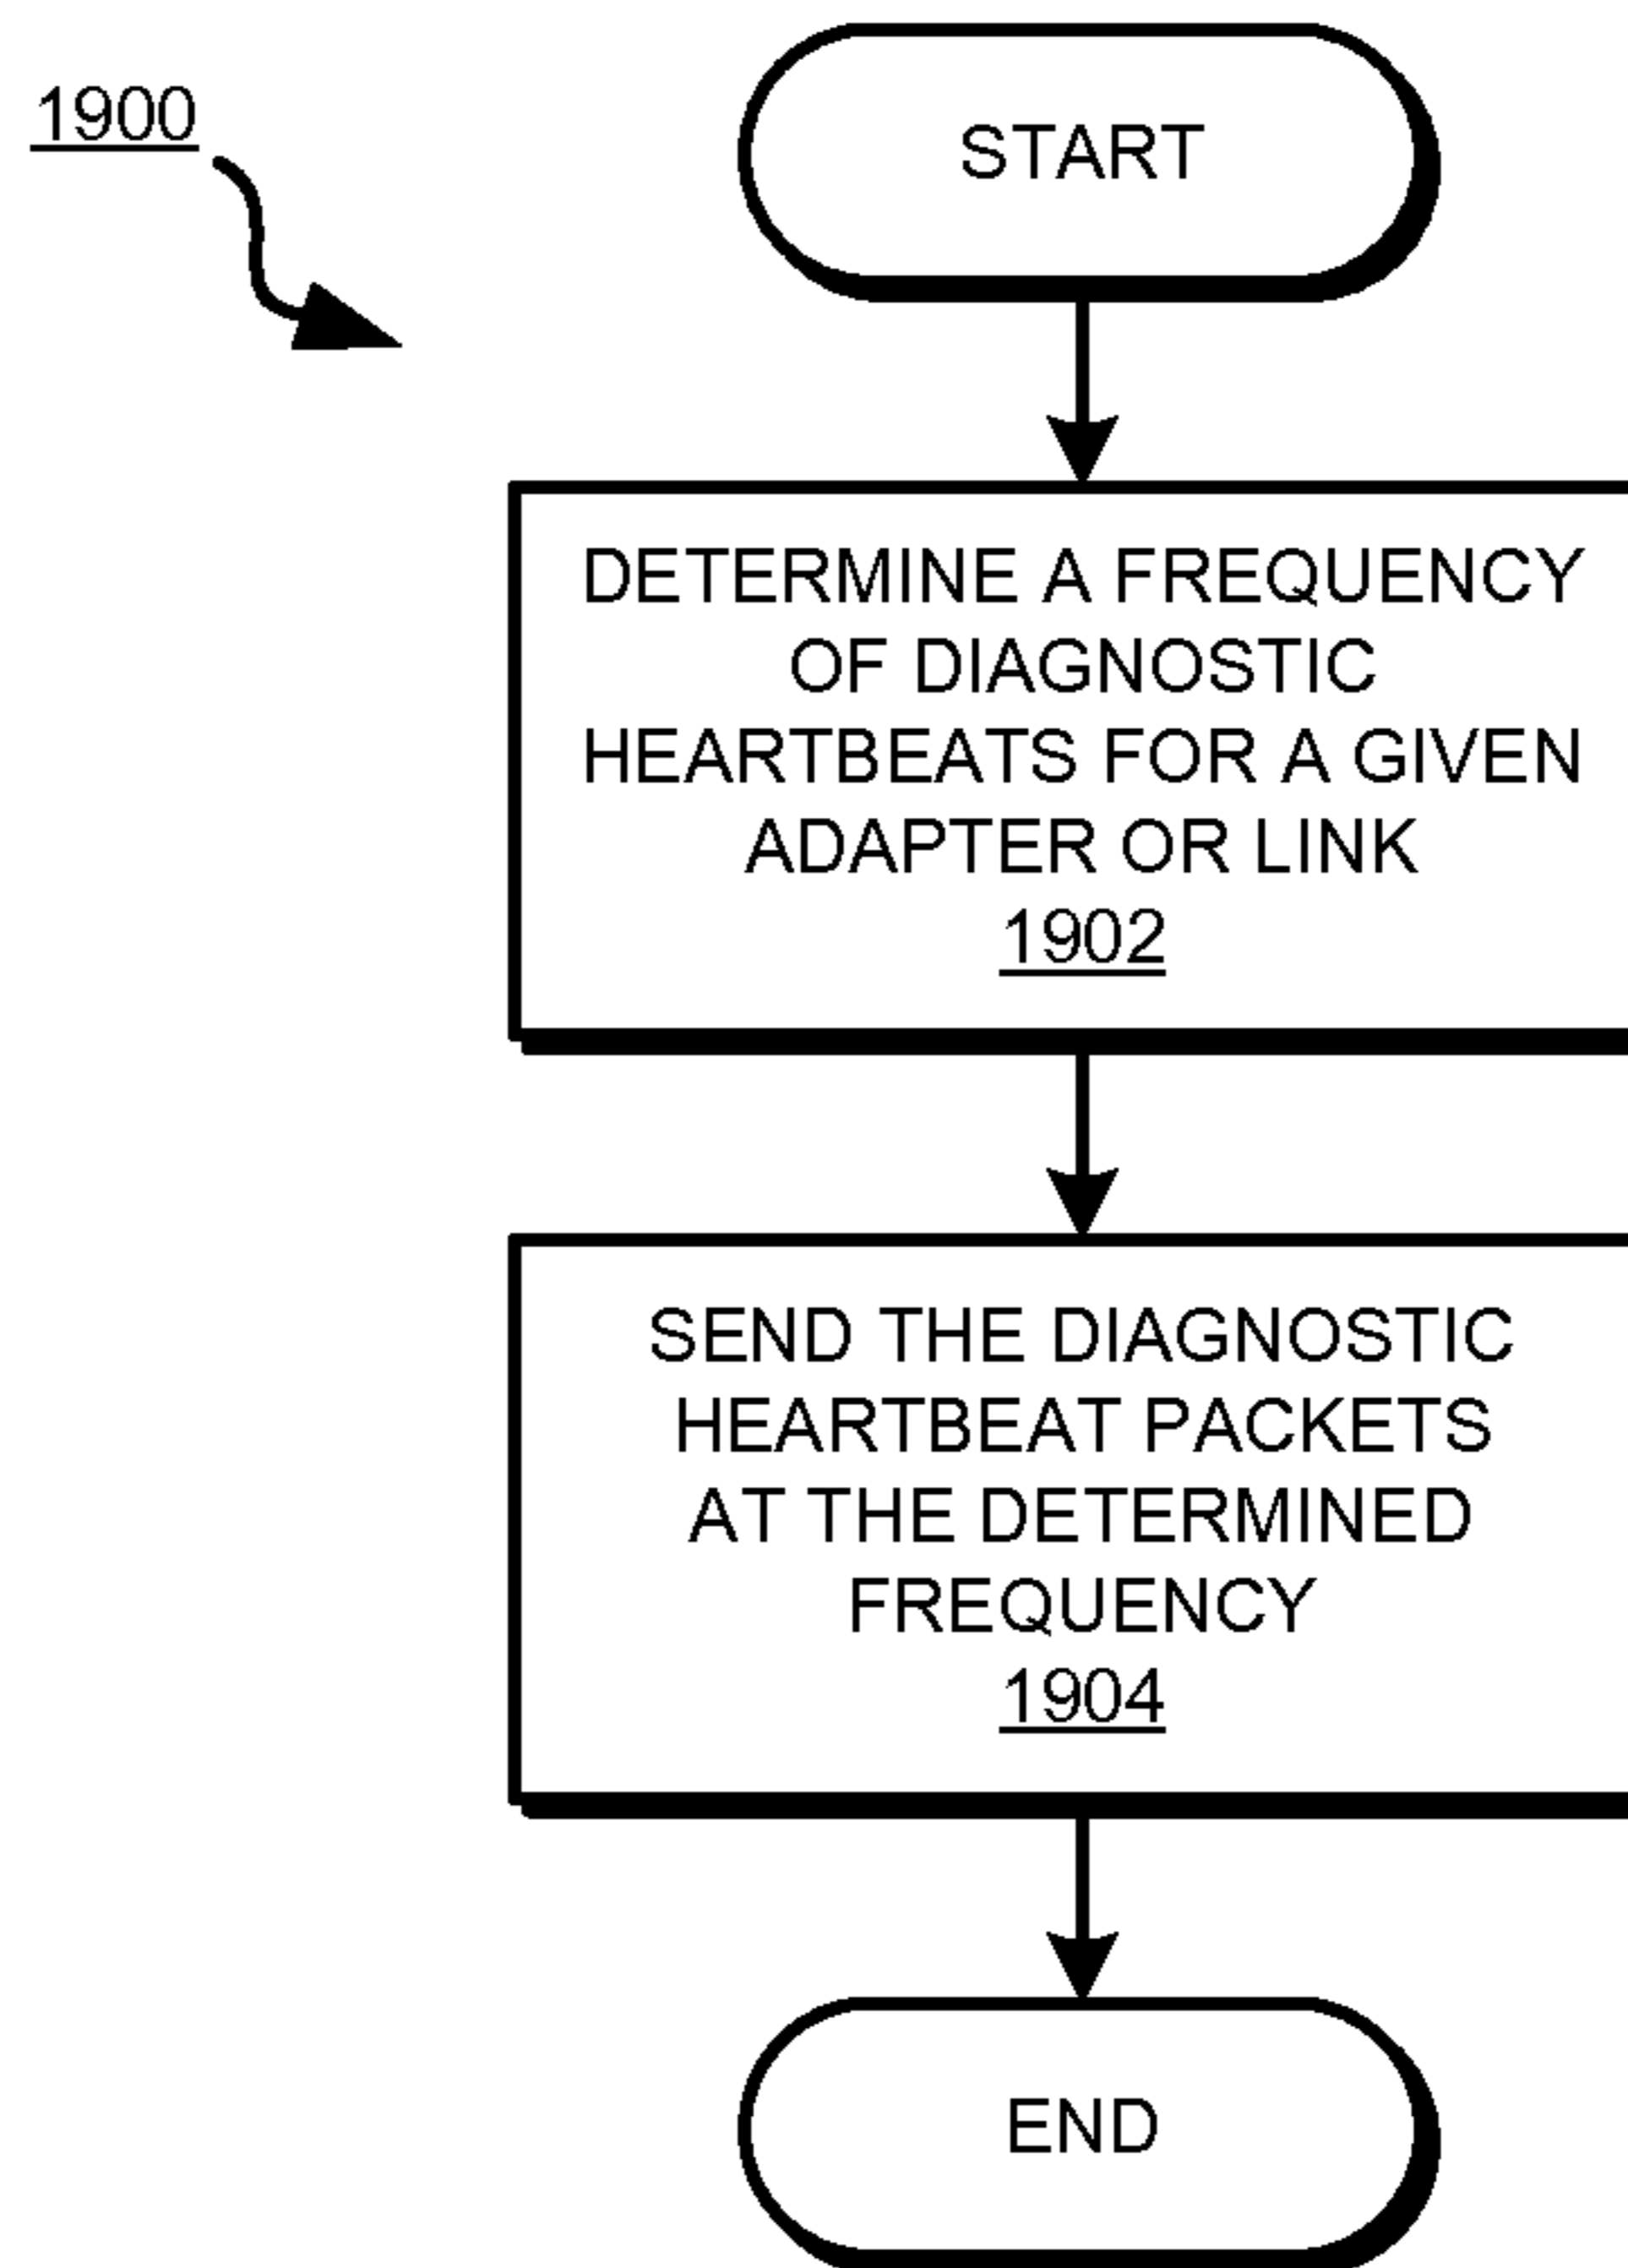 1900
START
DETERMINE A FREQUENCY
OF DIAGNOSTIC
HEARTBEATS FOR A GIVEN
ADAPTER OR LINK
1902
SEND THE DIAGNOSTIC
HEARTBEAT PACKETS
AT THE DETERMINED
FREQUENCY
1904
END